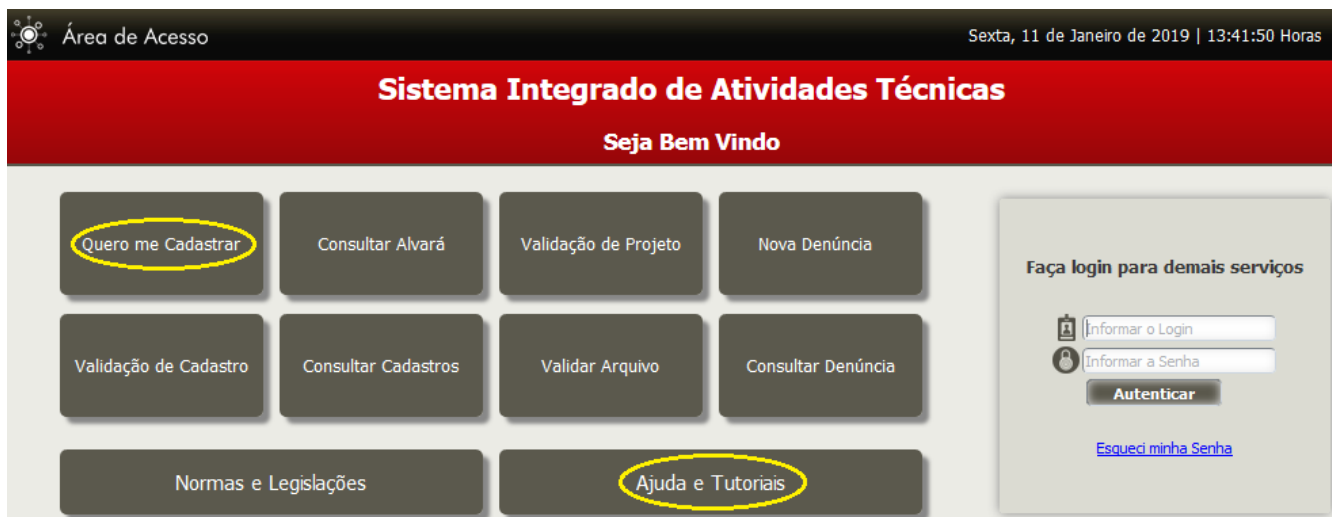 Área de Acesso
Sexta, 11 de Janeiro de 2019 | 13:41:50 Horas
Sistema Integrado de Atividades Técnicas
Seja Bem Vindo
Quero me Cadastrar
Consultar Alvará
Validação de Projeto
Nova Denúncia
Validação de Cadastro
Consultar Cadastros
Validar Arquivo
Consultar Denúncia
Normas e Legislações
Ajuda e Tutoriais
Faça login para demais serviços
Informar o Login
Informar a Senha
Autenticar
Esqueci minha Senha